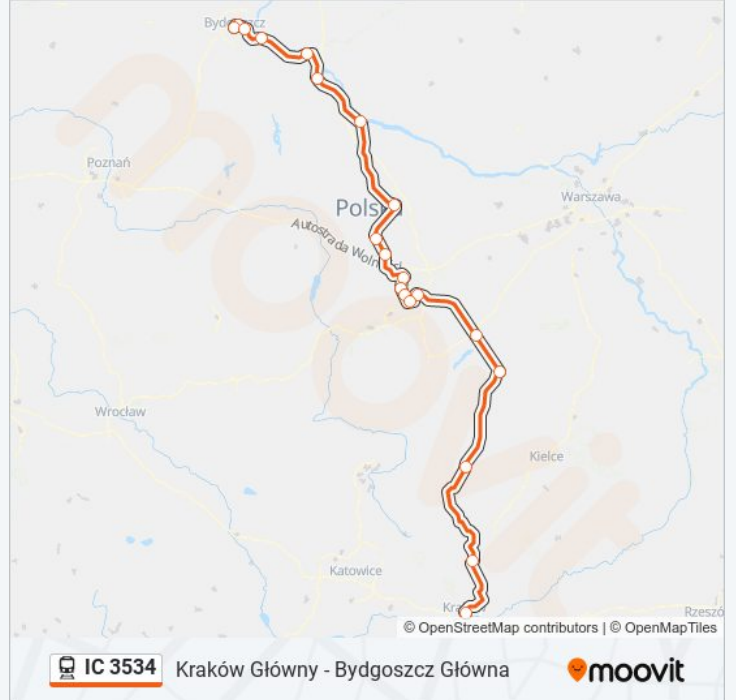 Bydgoszcz
Poznań
Warszawa
Polska
Autostrada Wolności
Wrocław
Kielce
Katowice
Kraków
Rzeszó
© OpenStreetMap contributors | © OpenMapTiles
IC 3534 Kraków Główny - Bydgoszcz Główna
moovit